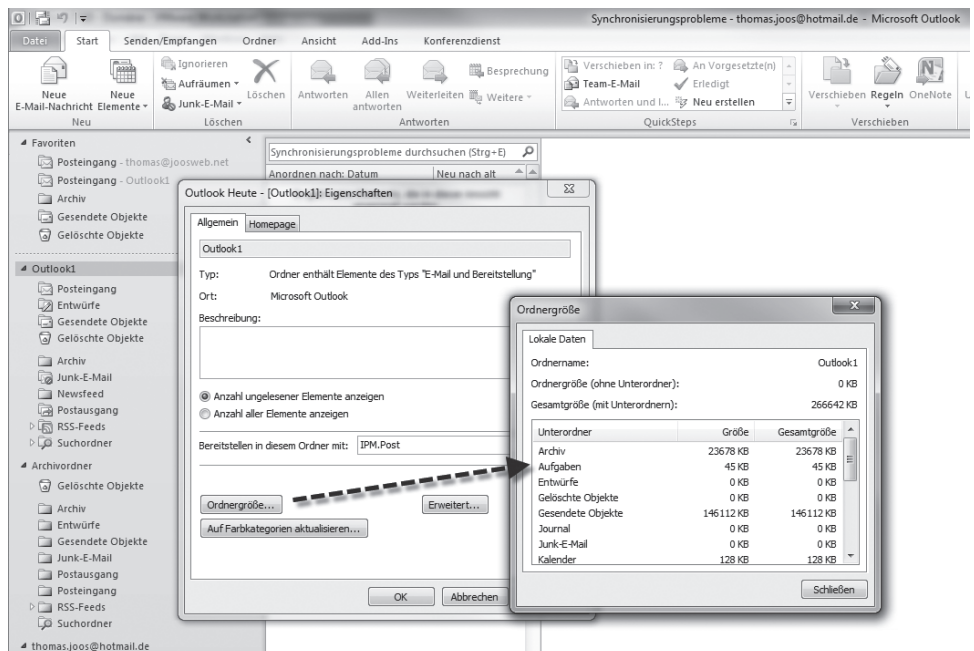 Synchronisierungsprobleme - thomas.joos@hotmail.de - Microsoft Outlook
Datei Start Senden/Empfangen Ordner Ansicht Add-Ins Konferenzdienst
Neue E-Mail-Nachricht
Neue Elemente
Neu
Ignorieren
Aufräumen
Junk-E-Mail
Löschen
Löschen
Antworten
Allen antworten
Weiterleiten
Besprechung
Weitere
Antworten
Verschieben in: ?
An Vorgesetzte(n)
Team-E-Mail
Erledigt
Antworten und l...
Neu erstellen
QuickSteps
Verschieben
Regeln
OneNote
Verschieben
Favoriten
Posteingang - thomas@joosweb.net
Posteingang - Outlook1
Archiv
Gesendete Objekte
Gelöschte Objekte
Outlook1
Posteingang
Entwürfe
Gesendete Objekte
Gelöschte Objekte
Archiv
Junk-E-Mail
Newsfeed
Postausgang
RSS-Feeds
Suchordner
Archivordner
Gelöschte Objekte
Archiv
Entwürfe
Gesendete Objekte
Junk-E-Mail
Postausgang
Posteingang
RSS-Feeds
Suchordner
thomas.joos@hotmail.de
Synchronisierungsprobleme durchsuchen (Strg+E)
Anordnen nach: Datum Neu nach alt
Outlook Heute - [Outlook1]: Eigenschaften
Allgemein Homepage
Outlook1
Typ: Ordner enthält Elemente des Typs "E-Mail und Bereitstellung"
Ort: Microsoft Outlook
Beschreibung:
Anzahl ungelesener Elemente anzeigen
Anzahl aller Elemente anzeigen
Bereitstellen in diesem Ordner mit: IPM.Post
Ordnergröße... Erweitert...
Auf Farbkategorien aktualisieren...
OK Abbrechen
Ordnergröße
Lokale Daten
Ordnername: Outlook1
Ordnergröße (ohne Unterordner): 0 KB
Gesamtgröße (mit Unterordnern): 266642 KB
Unterordner Größe Gesamtgröße
Archiv 23678 KB 23678 KB
Aufgaben 45 KB 45 KB
Entwürfe 0 KB 0 KB
Gelöschte Objekte 0 KB 0 KB
Gesendete Objekte 146112 KB 146112 KB
Journal 0 KB 0 KB
Junk-E-Mail 0 KB 0 KB
Kalender 128 KB 128 KB
Schließen